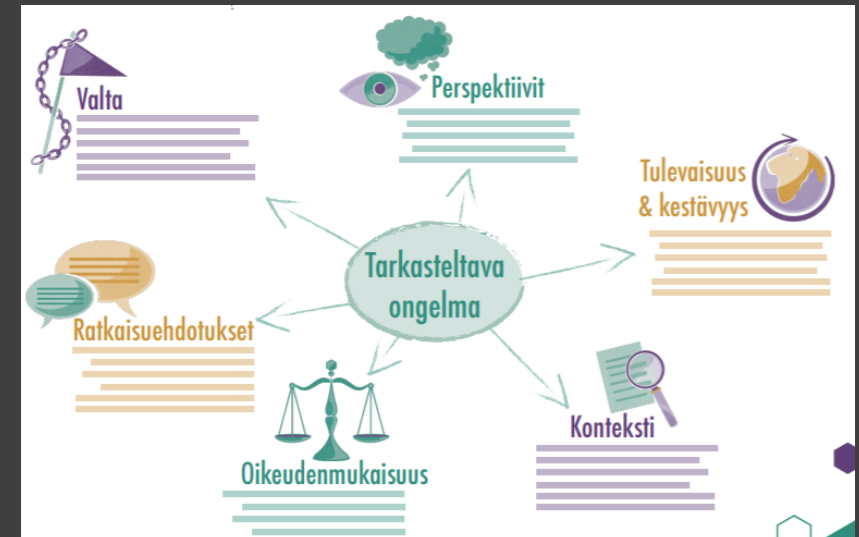 Valta
Perspektiivit
Tulevaisuus
& kestävyys
Tarkasteltava
ongelma
Ratkaisuehdotukset
Konteksti
Oikeudenmukaisuus